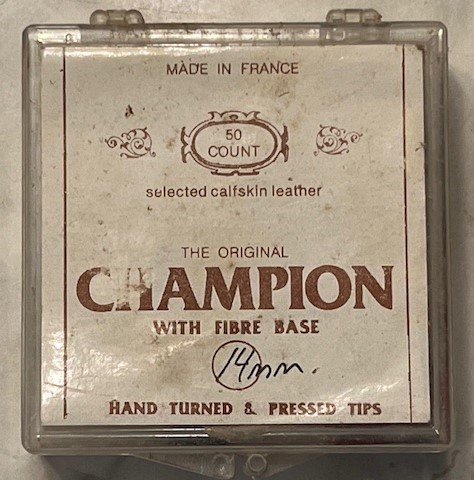 MADE IN FRANCE
50
COUNT
selected calfskin leather
THE ORIGINAL
CHAMPION
WITH FIBRE BASE
14mm.
HAND TURNED & PRESSED TIPS